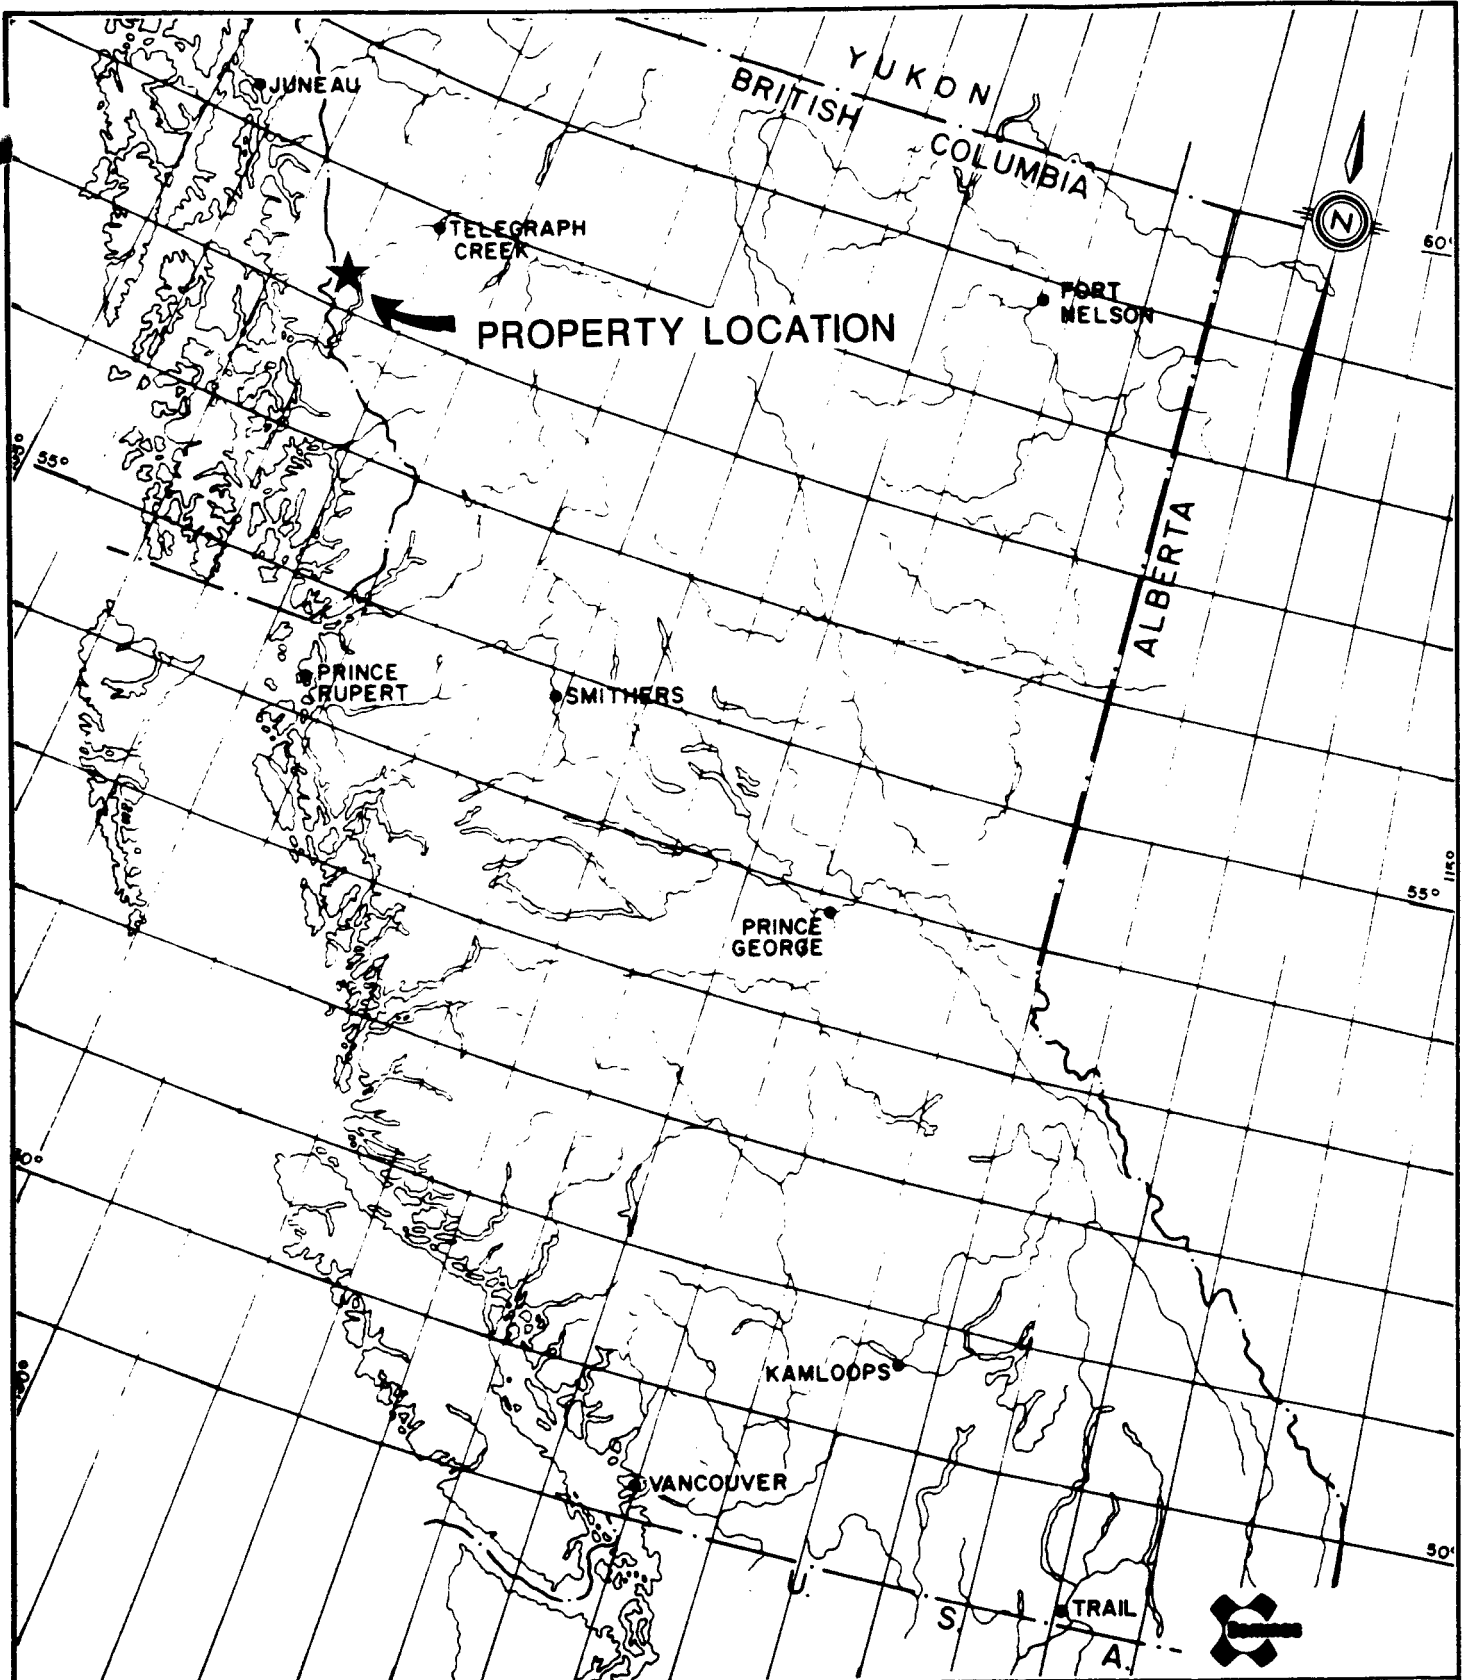 YUKON
BRITISH
COLUMBIA
JUNEAU
TELEGRAPH
CREEK
PROPERTY LOCATION
N
60°
FORT
NELSON
55°
ALBERTA
PRINCE
RUPERT
SMITHERS
115°
55°
PRINCE
GEORGE
KAMLOOPS
VANCOUVER
50°
U.
S.
A.
TRAIL